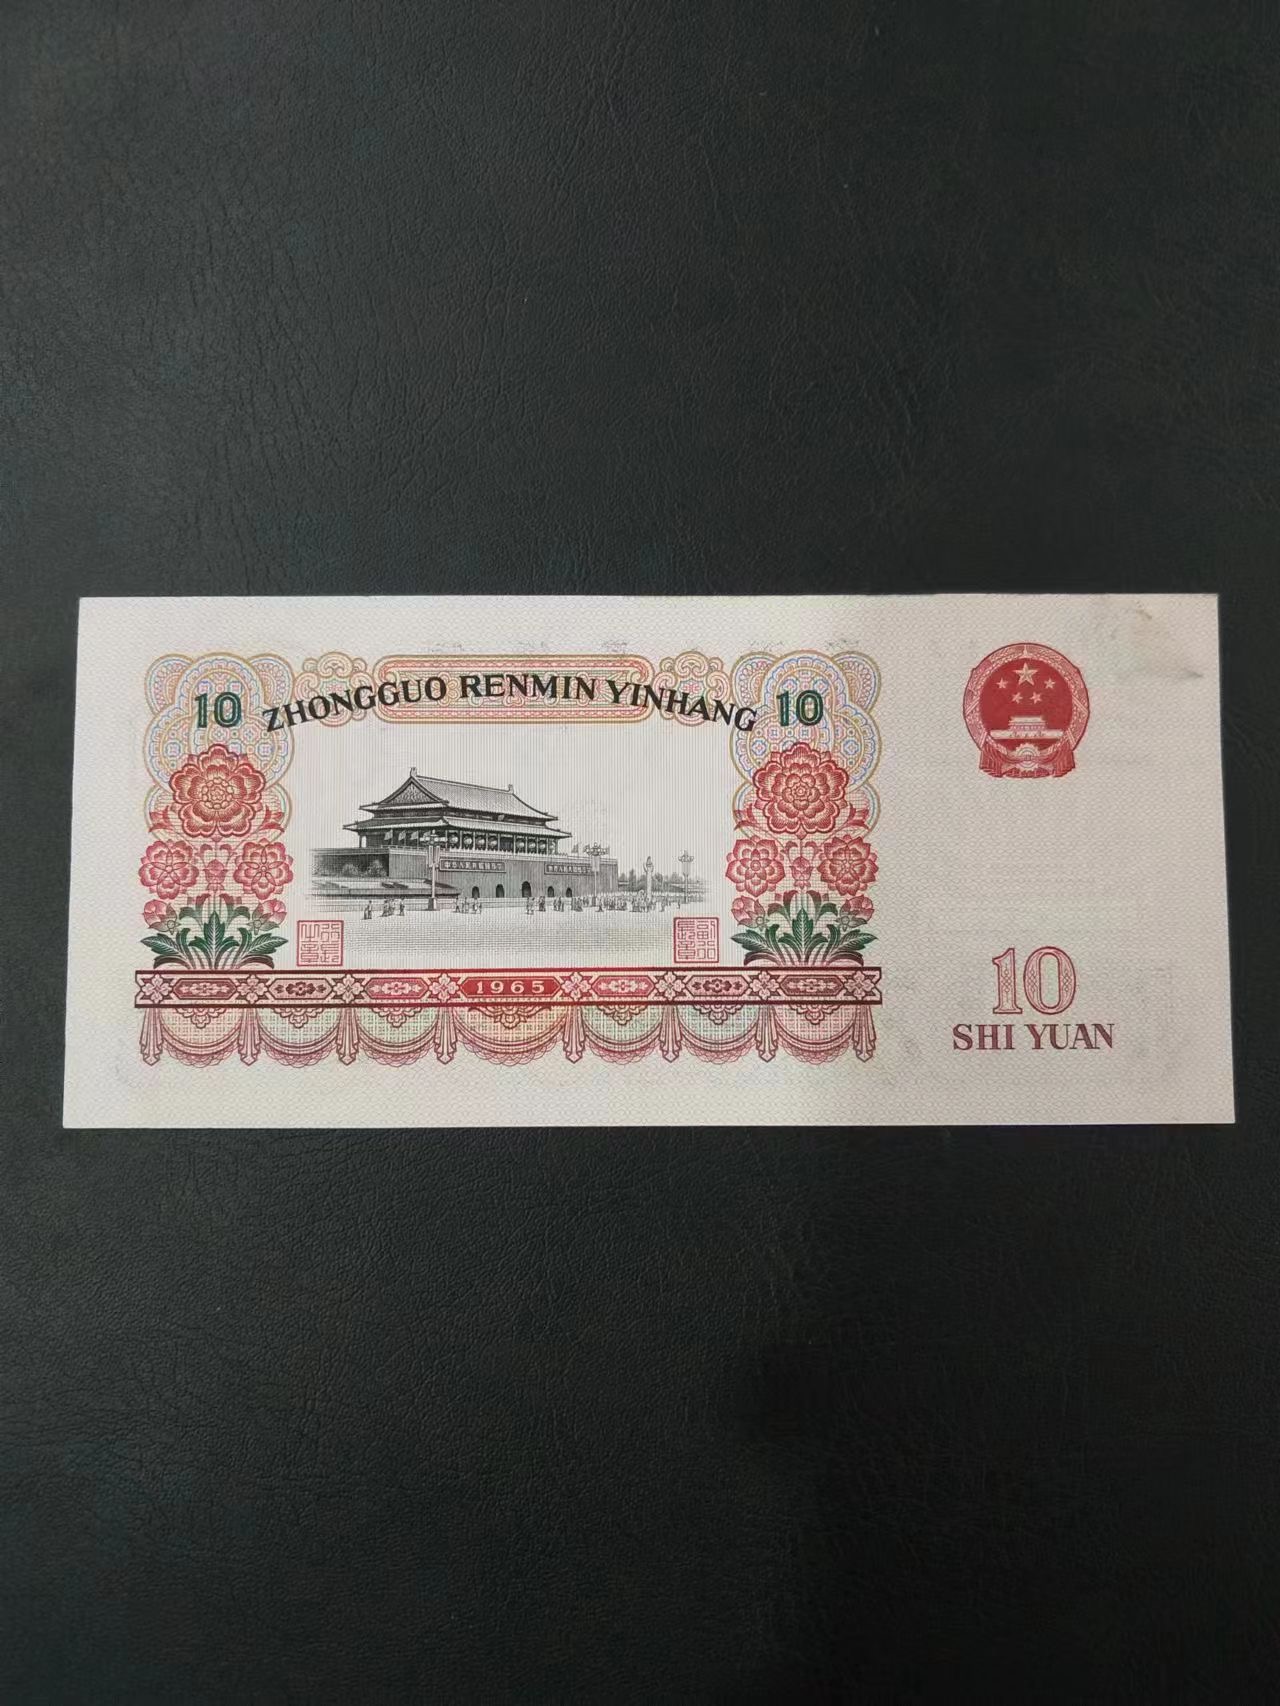 10 ZHONGGUO RENMIN YINHANG 10
1965
10
SHI YUAN